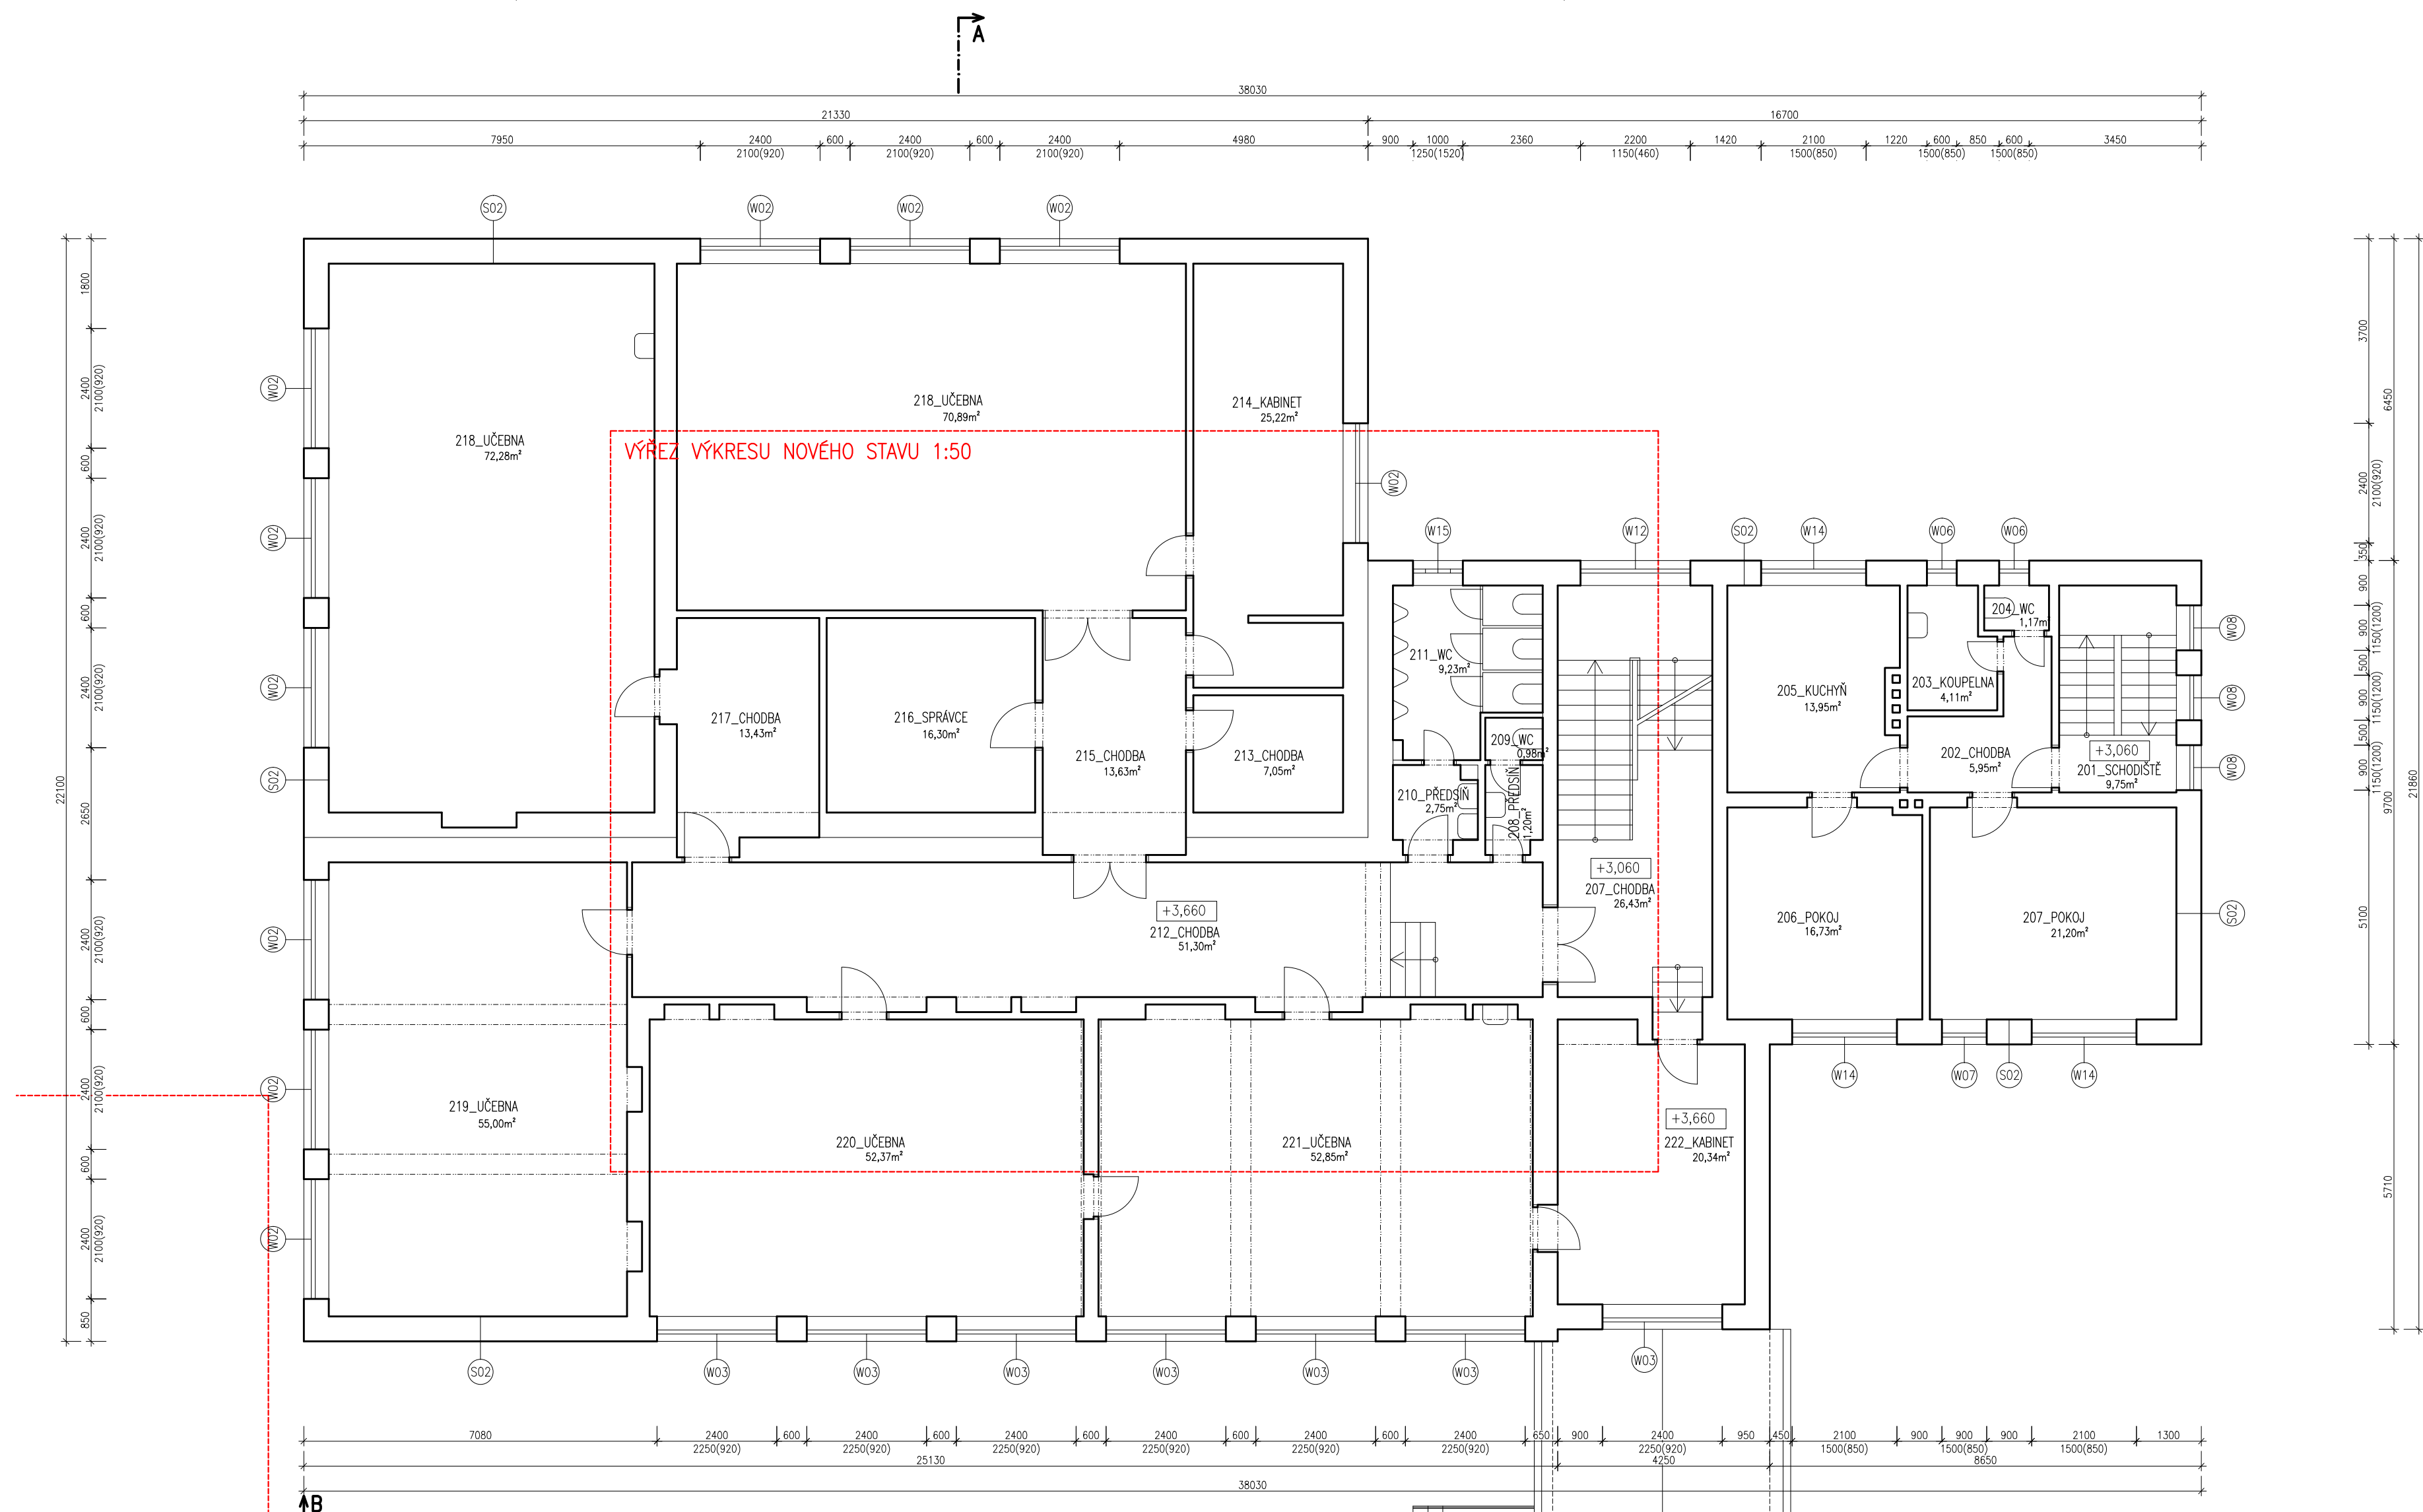 A
38030
21330 16700
7950 2400 600 2400 600 2400 4980 900 1000 2360 2200 1420 2100 1220 600 850 600 3450
2100(920) 2100(920) 2100(920) 1250(1520) 1150(460) 1500(850) 1500(850) 1500(850)
S02 W02 W02 W02
1800
2400
2100(920)
600
2400
2100(920)
600
2400
2100(920)
2650
2400
2100(920)
600
2400
2100(920)
600
2400
2100(920)
850
22100
W02
W02
W02
S02
W02
W02
W02
218_UČEBNA
72,28m²
218_UČEBNA
70,89m²
214_KABINET
25,22m²
VÝŘEZ VÝKRESU NOVÉHO STAVU 1:50
W02
W15 W12 S02 W14 W06 W06
211_WC
9,23m²
204_WC
1,17m²
203_KOUPELNA
4,11m²
205_KUCHYŇ
13,95m²
217_CHODBA
13,43m²
216_SPRÁVCE
16,30m²
215_CHODBA
13,63m²
213_CHODBA
7,05m²
209_WC
0,98m²
210_PŘEDSÍŇ
2,75m²
208_PŘEDSÍŇ
1,20m²
202_CHODBA
5,95m²
+3,060
201_SCHODIŠTĚ
9,75m²
W08
W08
W08
+3,060
207_CHODBA
26,43m²
206_POKOJ
16,73m²
207_POKOJ
21,20m²
S02
+3,660
212_CHODBA
51,30m²
W14 W07 S02 W14
219_UČEBNA
55,00m²
220_UČEBNA
52,37m²
221_UČEBNA
52,85m²
+3,660
222_KABINET
20,34m²
S02 W03 W03 W03 W03 W03 W03 W03
3700
2400
2100(920)
350
900
900
1150(1200)
500
900
1150(1200)
500
900
1150(1200)
5100
6450
9700
5710
21860
7080 2400 600 2400 600 2400 600 2400 600 2400 600 2400 650 900 2400 950 450 2100 900 900 900 2100 1300
2250(920) 2250(920) 2250(920) 2250(920) 2250(920) 2250(920) 2250(920) 1500(850) 1500(850) 1500(850)
25130 4250 8650
38030
B